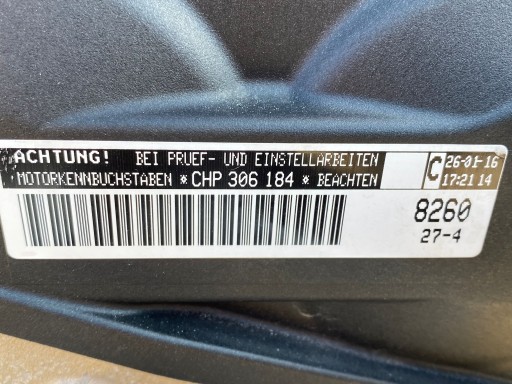 ACHTUNG! BEI PRUEF- UND EINSTELLARBEITEN
MOTORKENNBUCHSTABEN * CHP 306 184 * BEACHTEN
C 26-01-16
17:21 14
8260
27-4